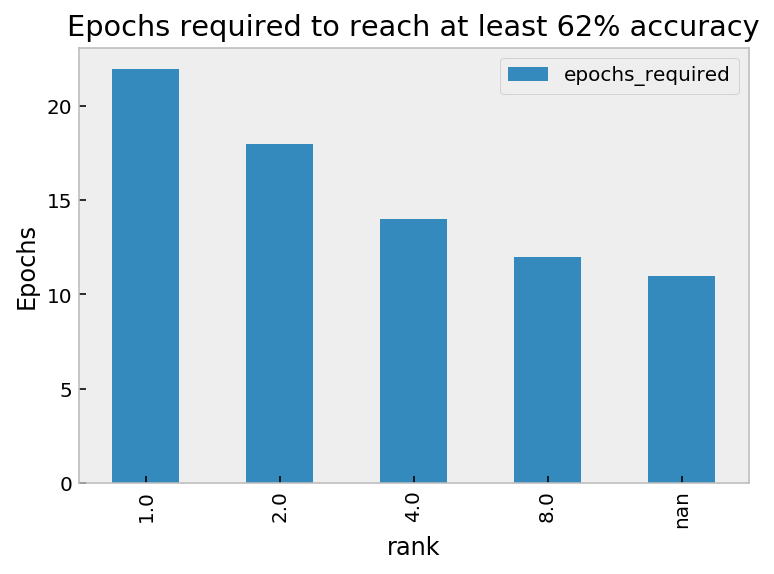 Epochs required to reach at least 62% accuracy
epochs_required
20
15
10
5
0
Epochs
1.0
2.0
4.0
8.0
nan
rank